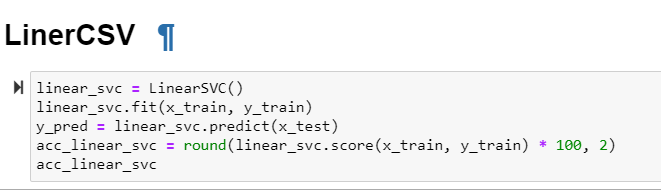 LinerCSV ¶
linear_svc = LinearSVC()
linear_svc.fit(x_train, y_train)
y_pred = linear_svc.predict(x_test)
acc_linear_svc = round(linear_svc.score(x_train, y_train) * 100, 2)
acc_linear_svc